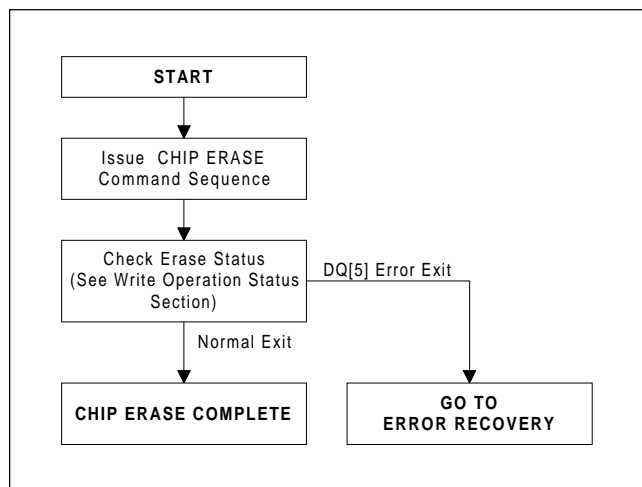 START
Issue CHIP ERASE
Command Sequence
Check Erase Status
(See Write Operation Status
Section)
DQ[5] Error Exit
Normal Exit
CHIP ERASE COMPLETE
GO TO
ERROR RECOVERY